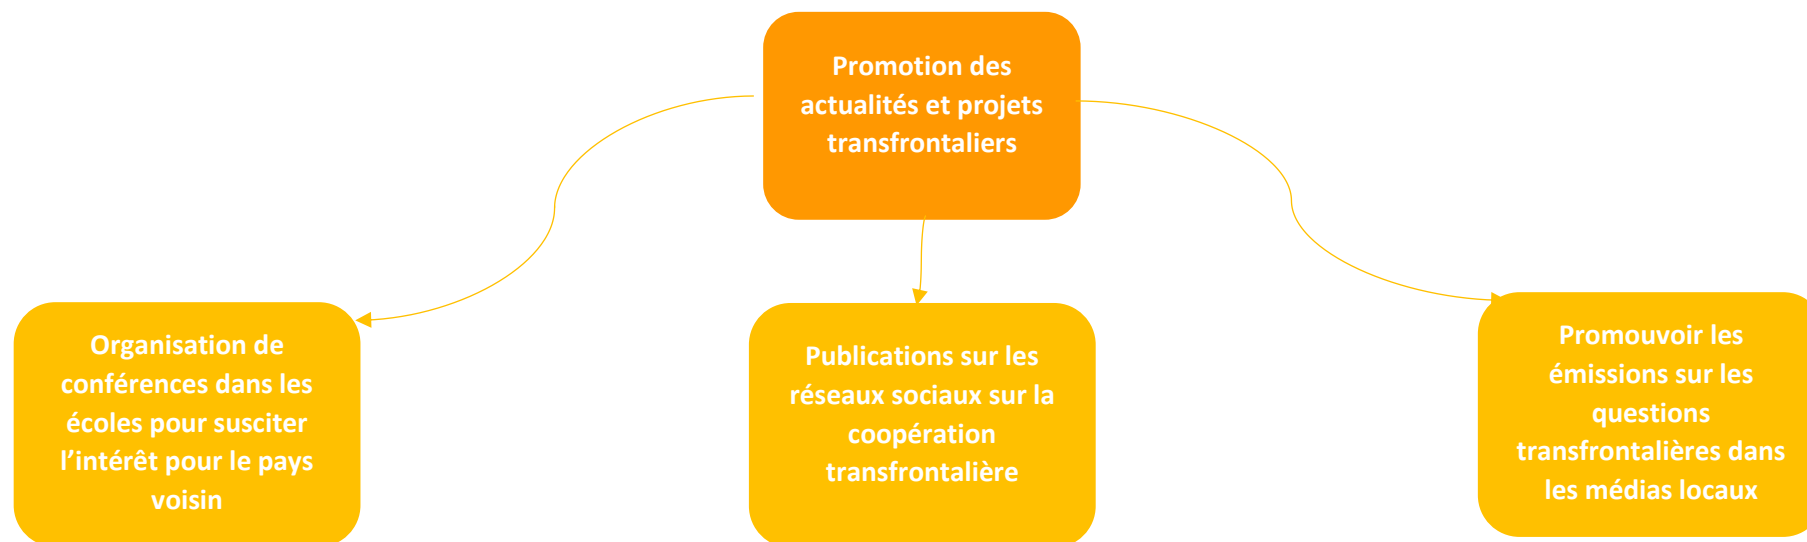 Promotion des
actualités et projets
transfrontaliers
Organisation de
conférences dans les
écoles pour susciter
l’intérêt pour le pays
voisin
Publications sur les
réseaux sociaux sur la
coopération
transfrontalière
Promouvoir les
émissions sur les
questions
transfrontalières dans
les médias locaux